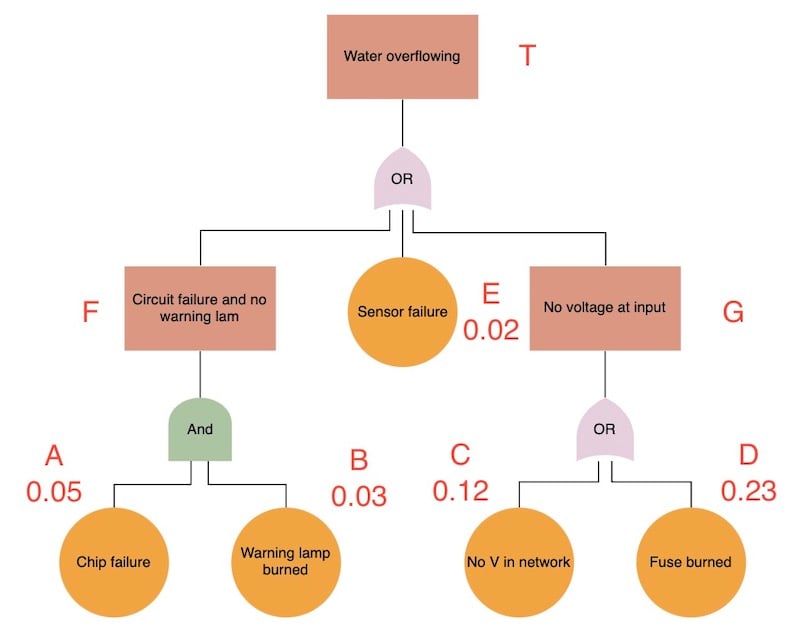 Water overflowing
T
OR
F
Circuit failure and no
warning lam
Sensor failure
E
0.02
No voltage at input
G
And
OR
A
0.05
B
0.03
C
0.12
D
0.23
Chip failure
Warning lamp
burned
No V in network
Fuse burned